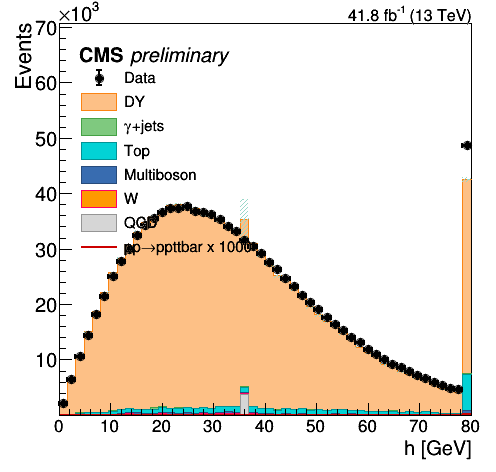 ×10³
41.8 fb⁻¹ (13 TeV)
Events
CMS preliminary
Data
DY
γ+jets
Top
Multiboson
W
QCD
pp→ppttbar x 1000
70
60
50
40
30
20
10
0 10 20 30 40 50 60 70 80
h [GeV]